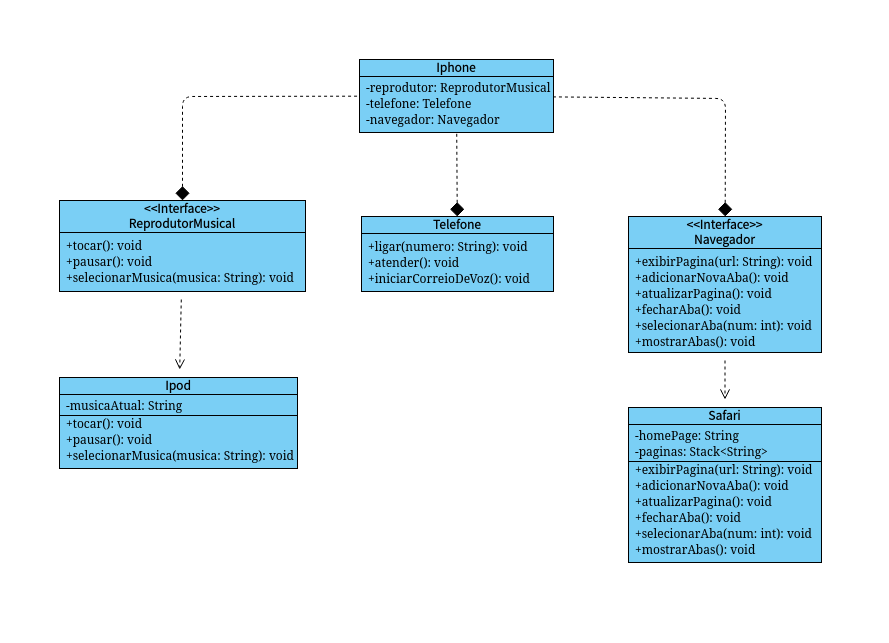 Iphone
-reprodutor: ReprodutorMusical
-telefone: Telefone
-navegador: Navegador
<<Interface>>
ReprodutorMusical
+tocar(): void
+pausar(): void
+selecionarMusica(musica: String): void
Telefone
+ligar(numero: String): void
+atender(): void
+iniciarCorreioDeVoz(): void
<<Interface>>
Navegador
+exibirPagina(url: String): void
+adicionarNovaAba(): void
+atualizarPagina(): void
+fecharAba(): void
+selecionarAba(num: int): void
+mostrarAbas(): void
Ipod
-musicaAtual: String
+tocar(): void
+pausar(): void
+selecionarMusica(musica: String): void
Safari
-homePage: String
-paginas: Stack<String>
+exibirPagina(url: String): void
+adicionarNovaAba(): void
+atualizarPagina(): void
+fecharAba(): void
+selecionarAba(num: int): void
+mostrarAbas(): void